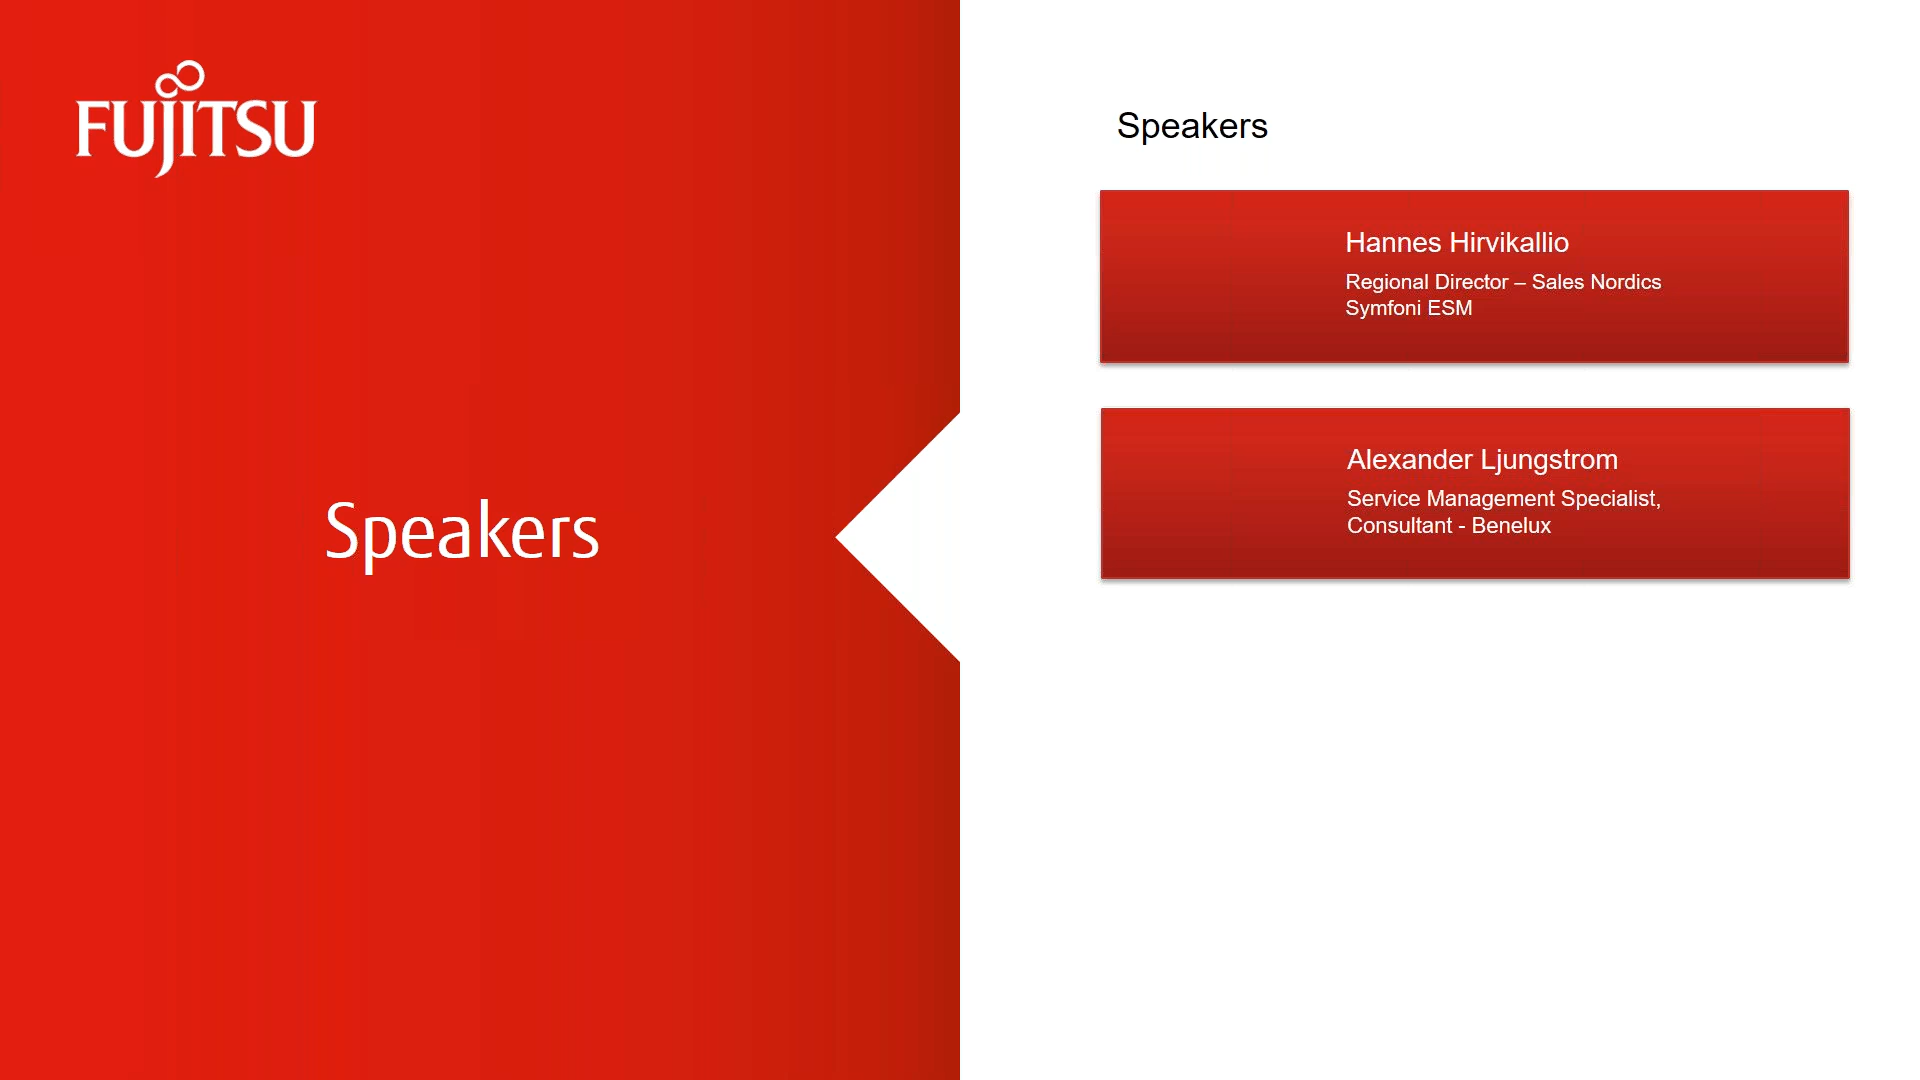 FUJITSU
Speakers
Speakers
Hannes Hirvikallio
Regional Director – Sales Nordics
Symfoni ESM
Alexander Ljungstrom
Service Management Specialist,
Consultant - Benelux